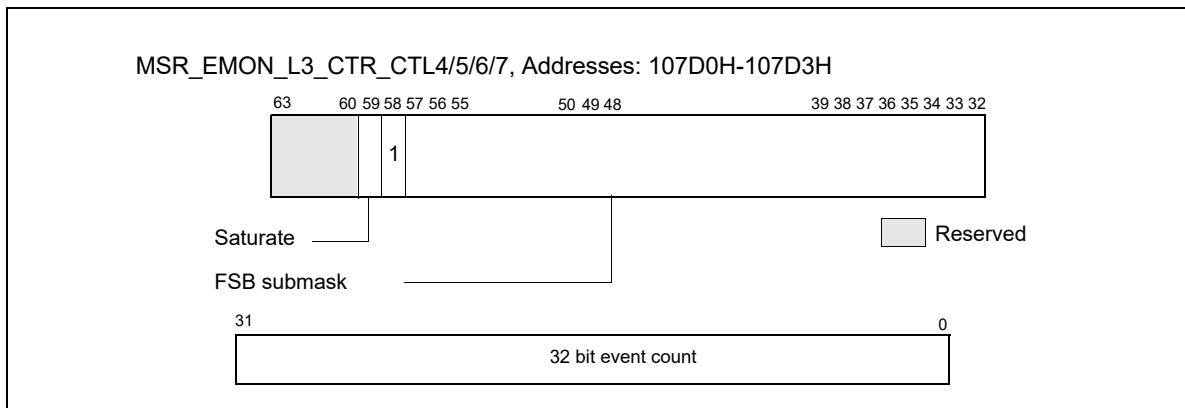 MSR_EMON_L3_CTR_CTL4/5/6/7, Addresses: 107D0H-107D3H
63 60 59 58 57 56 55 50 49 48 39 38 37 36 35 34 33 32
1
Saturate
Reserved
FSB submask
31 0
32 bit event count